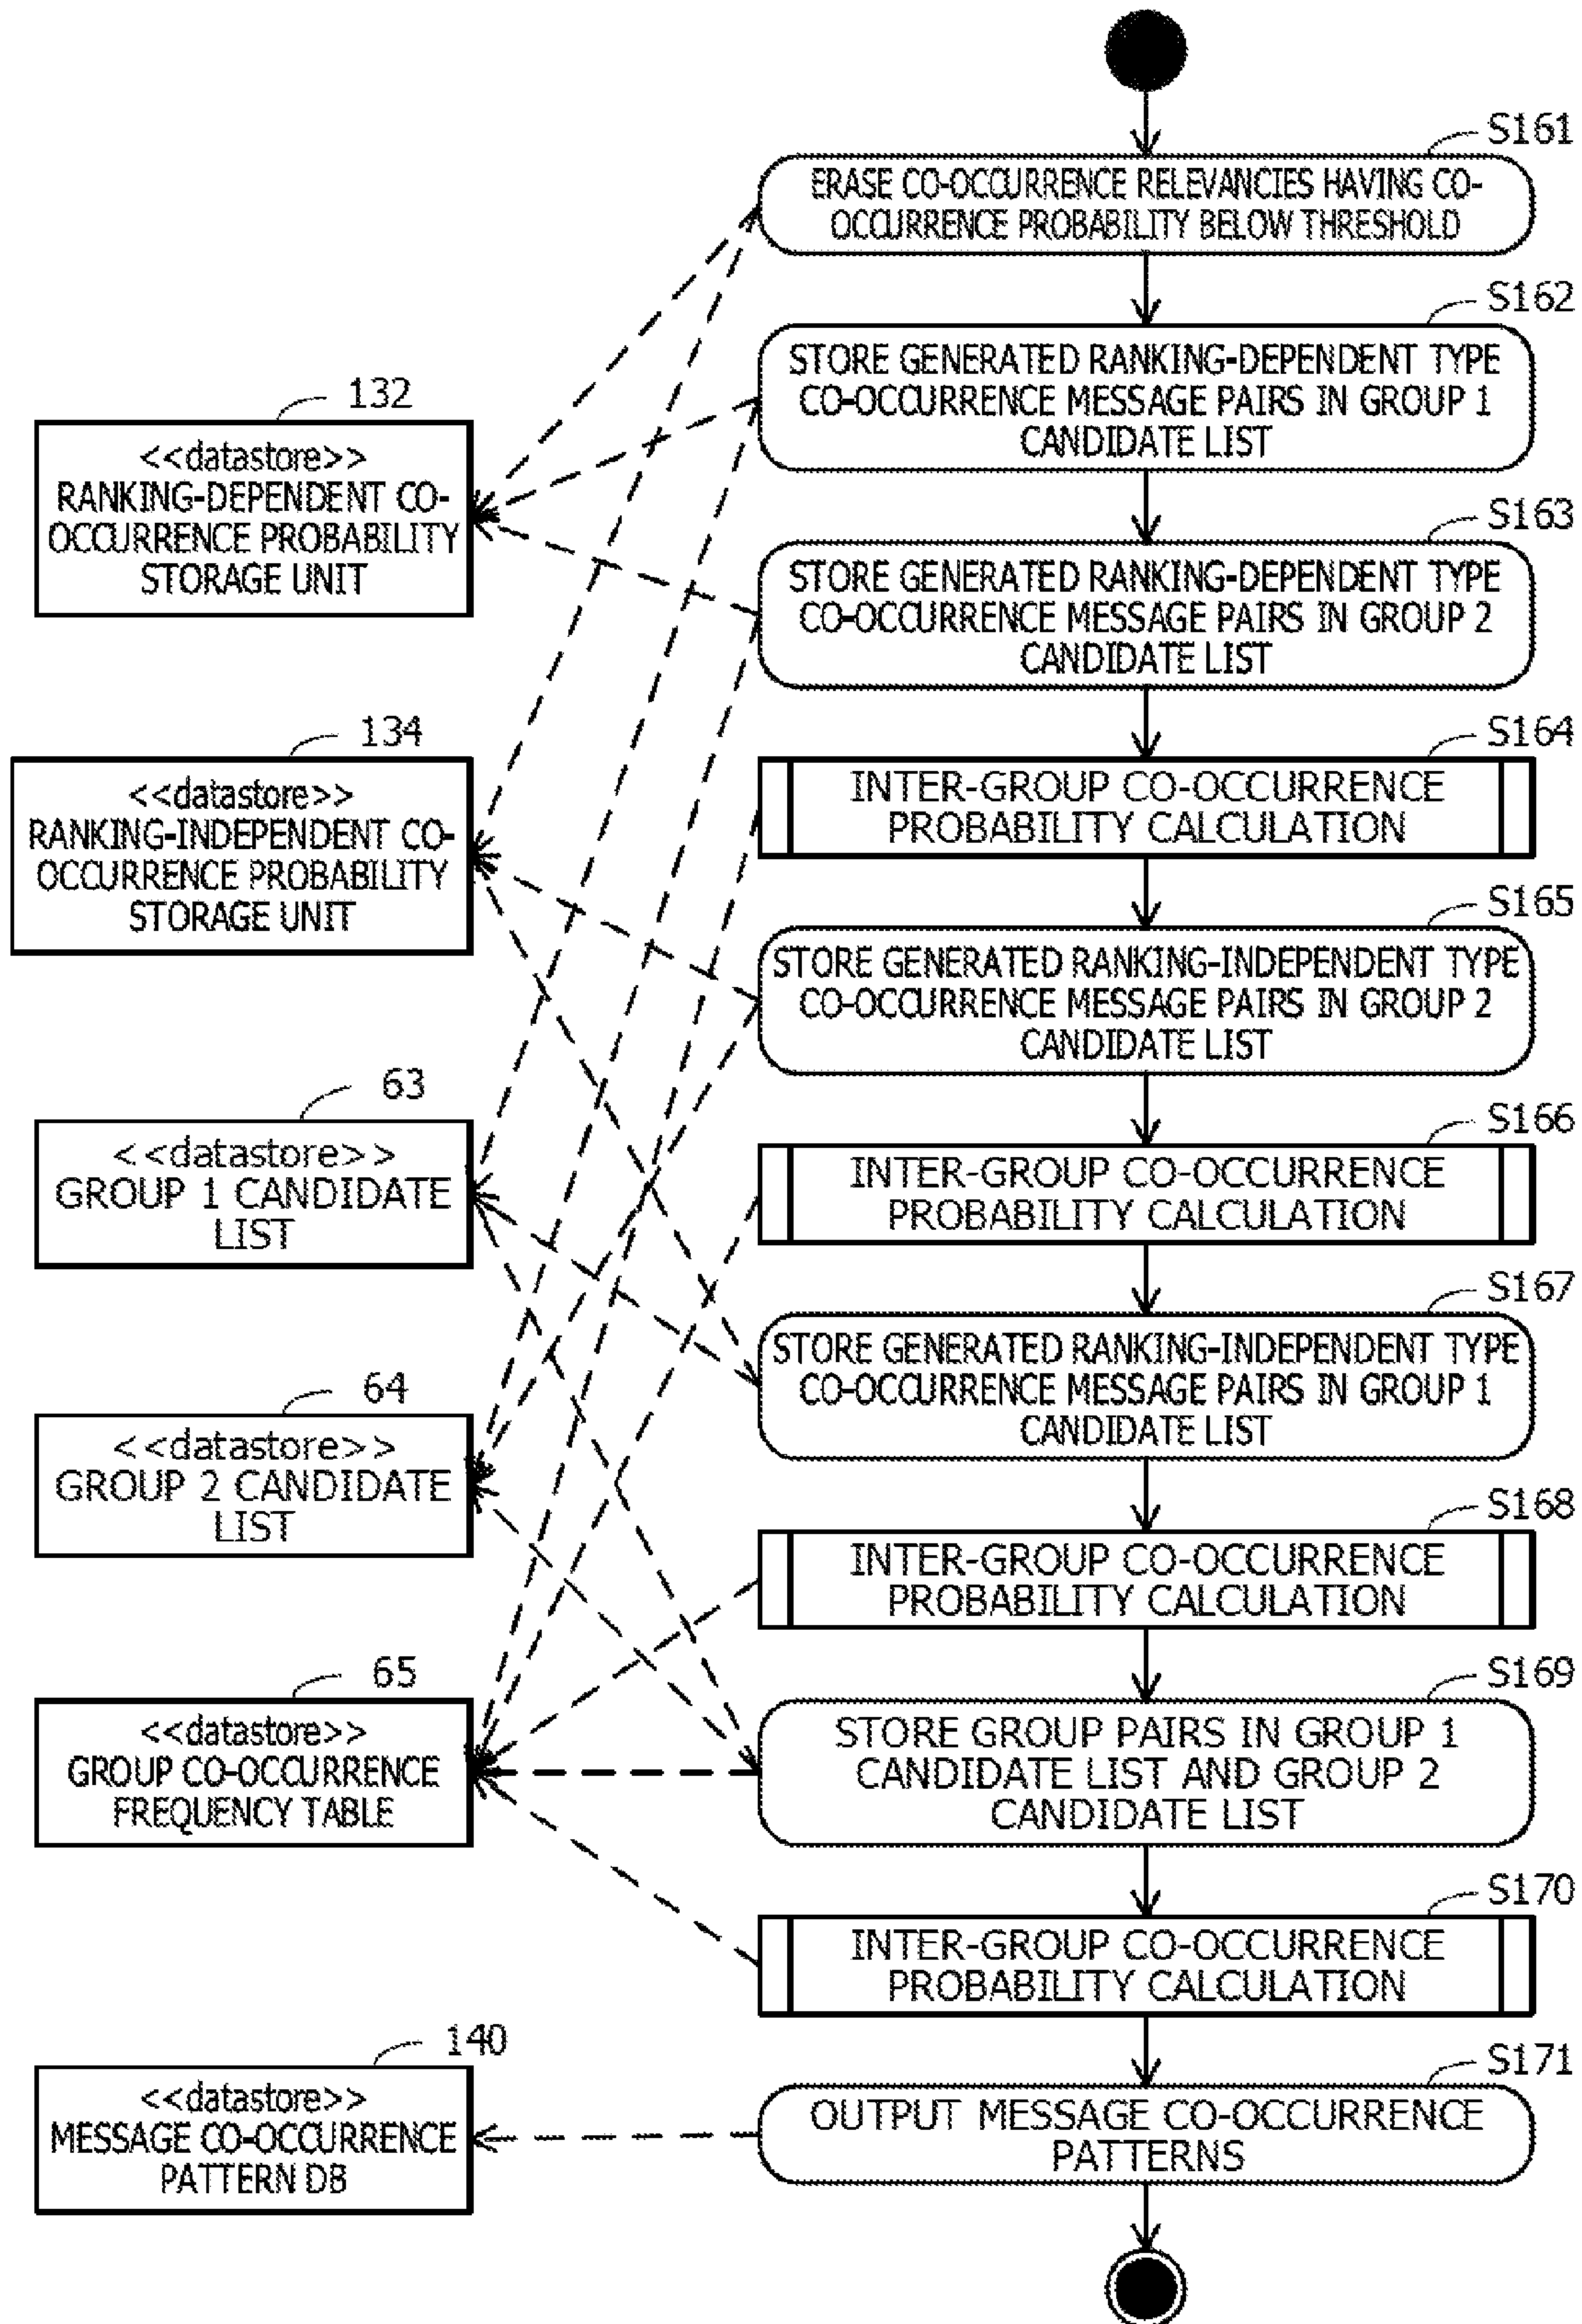 S161
ERASE CO-OCCURRENCE RELEVANCIES HAVING CO-
OCCURRENCE PROBABILITY BELOW THRESHOLD
S162
STORE GENERATED RANKING-DEPENDENT TYPE
CO-OCCURRENCE MESSAGE PAIRS IN GROUP 1
CANDIDATE LIST
132
<<datastore>>
RANKING-DEPENDENT CO-
OCCURRENCE PROBABILITY
STORAGE UNIT
S163
STORE GENERATED RANKING-DEPENDENT TYPE
CO-OCCURRENCE MESSAGE PAIRS IN GROUP 2
CANDIDATE LIST
134
<<datastore>>
RANKING-INDEPENDENT CO-
OCCURRENCE PROBABILITY
STORAGE UNIT
S164
INTER-GROUP CO-OCCURRENCE
PROBABILITY CALCULATION
S165
STORE GENERATED RANKING-INDEPENDENT TYPE
CO-OCCURRENCE MESSAGE PAIRS IN GROUP 2
CANDIDATE LIST
63
<<datastore>>
GROUP 1 CANDIDATE
LIST
S166
INTER-GROUP CO-OCCURRENCE
PROBABILITY CALCULATION
S167
STORE GENERATED RANKING-INDEPENDENT TYPE
CO-OCCURRENCE MESSAGE PAIRS IN GROUP 1
CANDIDATE LIST
64
<<datastore>>
GROUP 2 CANDIDATE
LIST
S168
INTER-GROUP CO-OCCURRENCE
PROBABILITY CALCULATION
65
<<datastore>>
GROUP CO-OCCURRENCE
FREQUENCY TABLE
S169
STORE GROUP PAIRS IN GROUP 1
CANDIDATE LIST AND GROUP 2
CANDIDATE LIST
S170
INTER-GROUP CO-OCCURRENCE
PROBABILITY CALCULATION
140
<<datastore>>
MESSAGE CO-OCCURRENCE
PATTERN DB
S171
OUTPUT MESSAGE CO-OCCURRENCE
PATTERNS